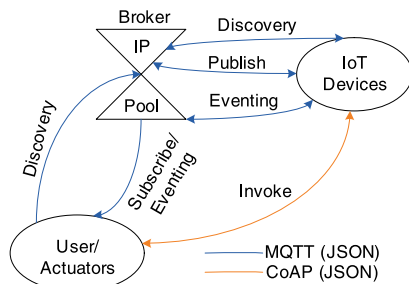 Broker
IP
Pool
Discovery
Publish
Eventing
IoT
Devices
Discovery
Subscribe/
Eventing
Invoke
User/
Actuators
MQTT (JSON)
CoAP (JSON)